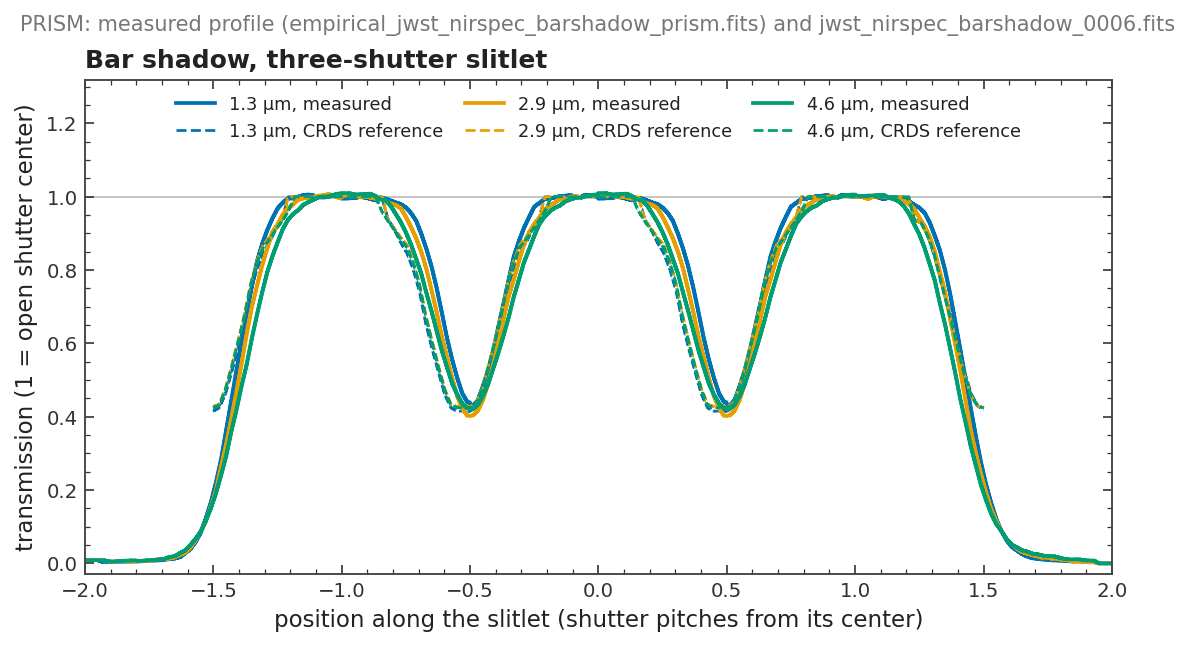 PRISM: measured profile (empirical_jwst_nirspec_barshadow_prism.fits) and jwst_nirspec_barshadow_0006.fits
Bar shadow, three-shutter slitlet
1.3 μm, measured
2.9 μm, measured
4.6 μm, measured
1.3 μm, CRDS reference
2.9 μm, CRDS reference
4.6 μm, CRDS reference
transmission (1 = open shutter center)
1.2
1.0
0.8
0.6
0.4
0.2
0.0
−2.0 −1.5 −1.0 −0.5 0.0 0.5 1.0 1.5 2.0
position along the slitlet (shutter pitches from its center)